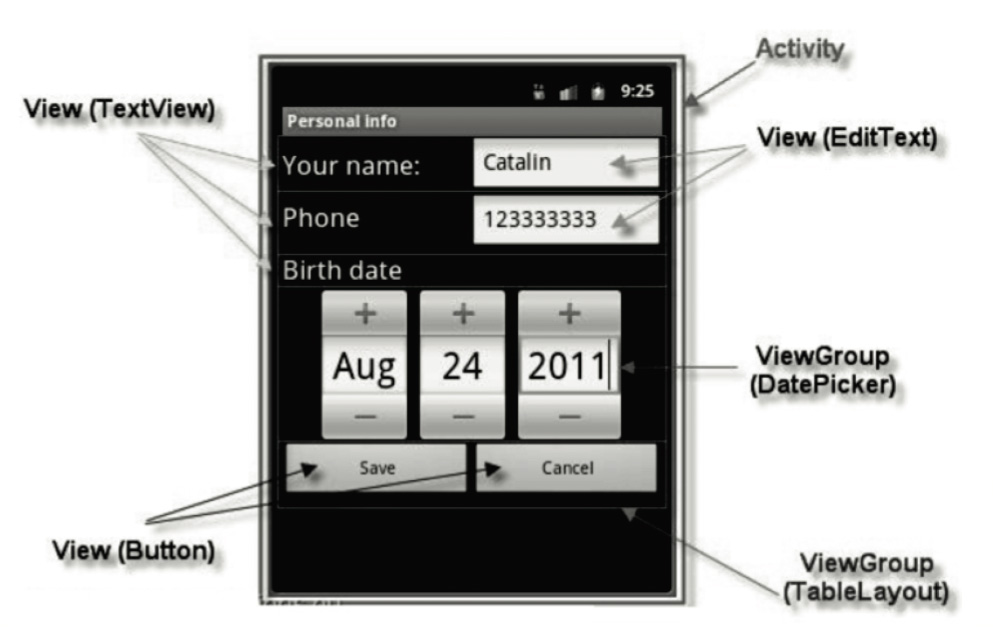 Activity
9:25
View (TextView)
Personal info
View (EditText)
Your name:
Catalin
Phone
123333333
Birth date
+ + +
Aug 24 2011
− − −
ViewGroup
(DatePicker)
Save
Cancel
View (Button)
ViewGroup
(TableLayout)